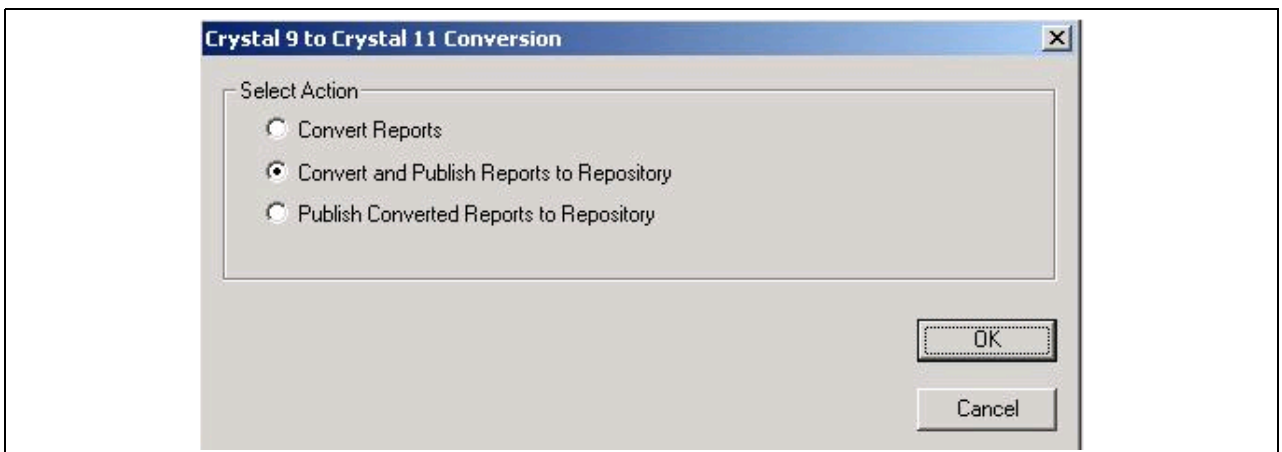 Crystal 9 to Crystal 11 Conversion
Select Action
Convert Reports
Convert and Publish Reports to Repository
Publish Converted Reports to Repository
OK
Cancel